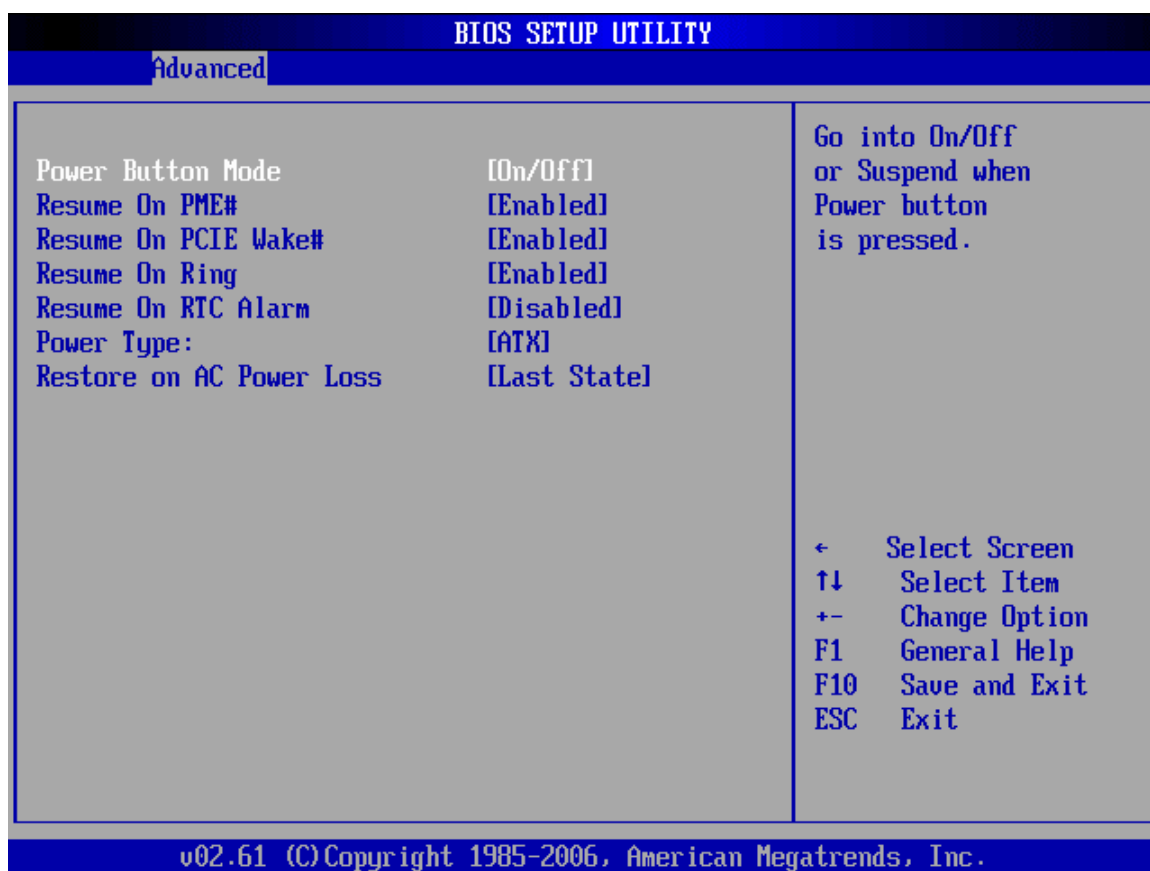 BIOS SETUP UTILITY
Advanced
Power Button Mode [On/Off]
Resume On PME# [Enabled]
Resume On PCIE Wake# [Enabled]
Resume On Ring [Enabled]
Resume On RTC Alarm [Disabled]
Power Type: [ATX]
Restore on AC Power Loss [Last State]
Go into On/Off
or Suspend when
Power button
is pressed.
← Select Screen
↑↓ Select Item
+- Change Option
F1 General Help
F10 Save and Exit
ESC Exit
v02.61 (C)Copyright 1985-2006, American Megatrends, Inc.